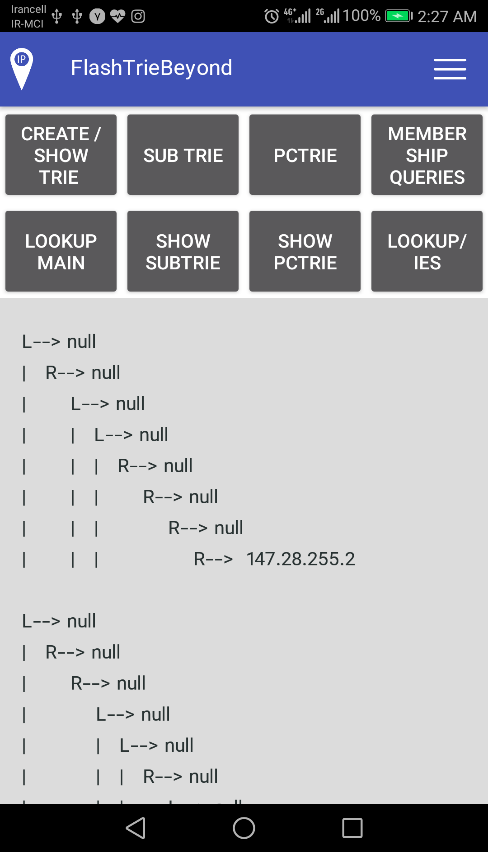 Irancell
IR-MCI
Y
4G+
2G
100%
2:27 AM
IP
FlashTrieBeyond
CREATE /
SHOW
TRIE
SUB TRIE
PCTRIE
MEMBER
SHIP
QUERIES
LOOKUP
MAIN
SHOW
SUBTRIE
SHOW
PCTRIE
LOOKUP/
IES
L--> null
| R--> null
| L--> null
| | L--> null
| | | R--> null
| | | R--> null
| | | R--> null
| | | R--> 147.28.255.2
L--> null
| R--> null
| R--> null
| L--> null
| | L--> null
| | | R--> null